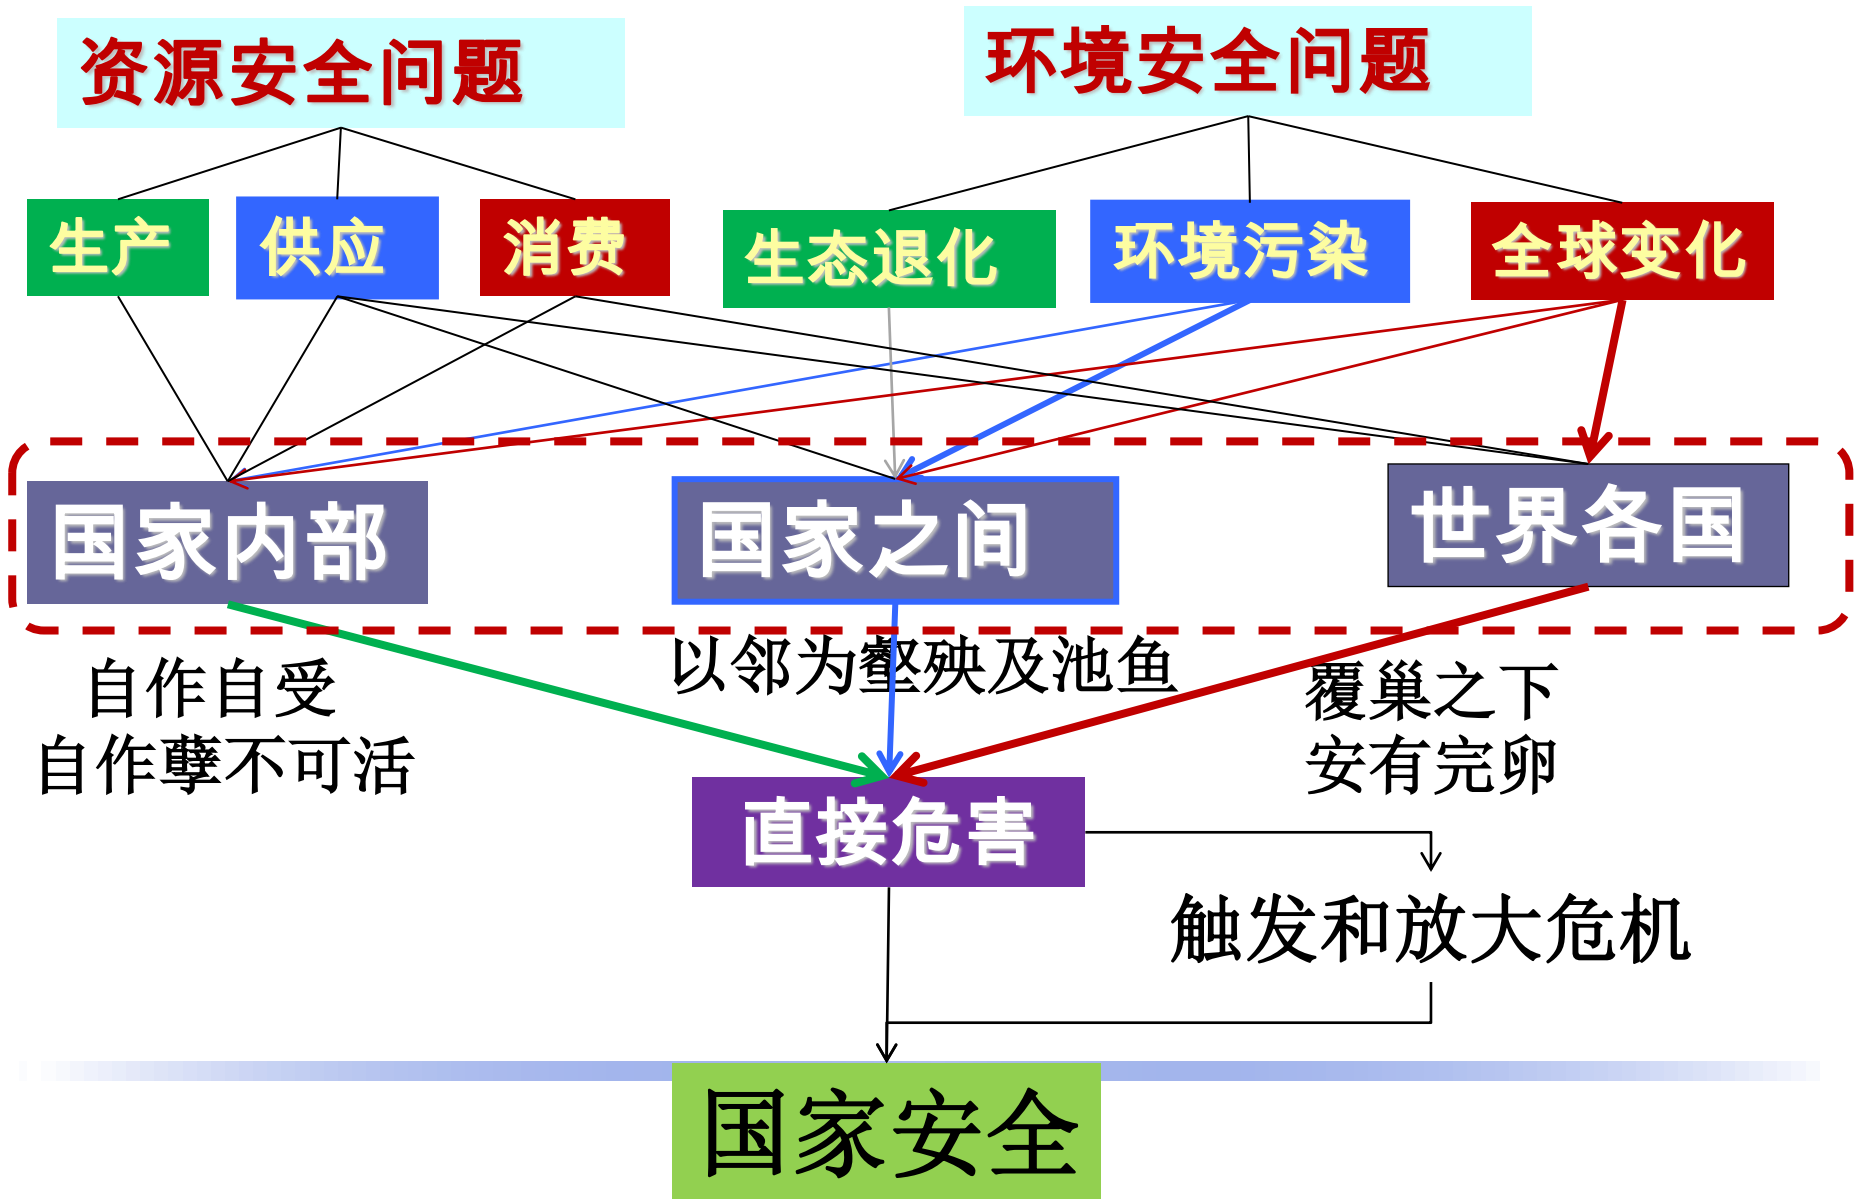 资源安全问题
环境安全问题
生产
供应
消费
生态退化
环境污染
全球变化
国家内部
国家之间
世界各国
自作自受
自作孽不可活
以邻为壑殃及池鱼
覆巢之下
安有完卵
直接危害
触发和放大危机
国家安全